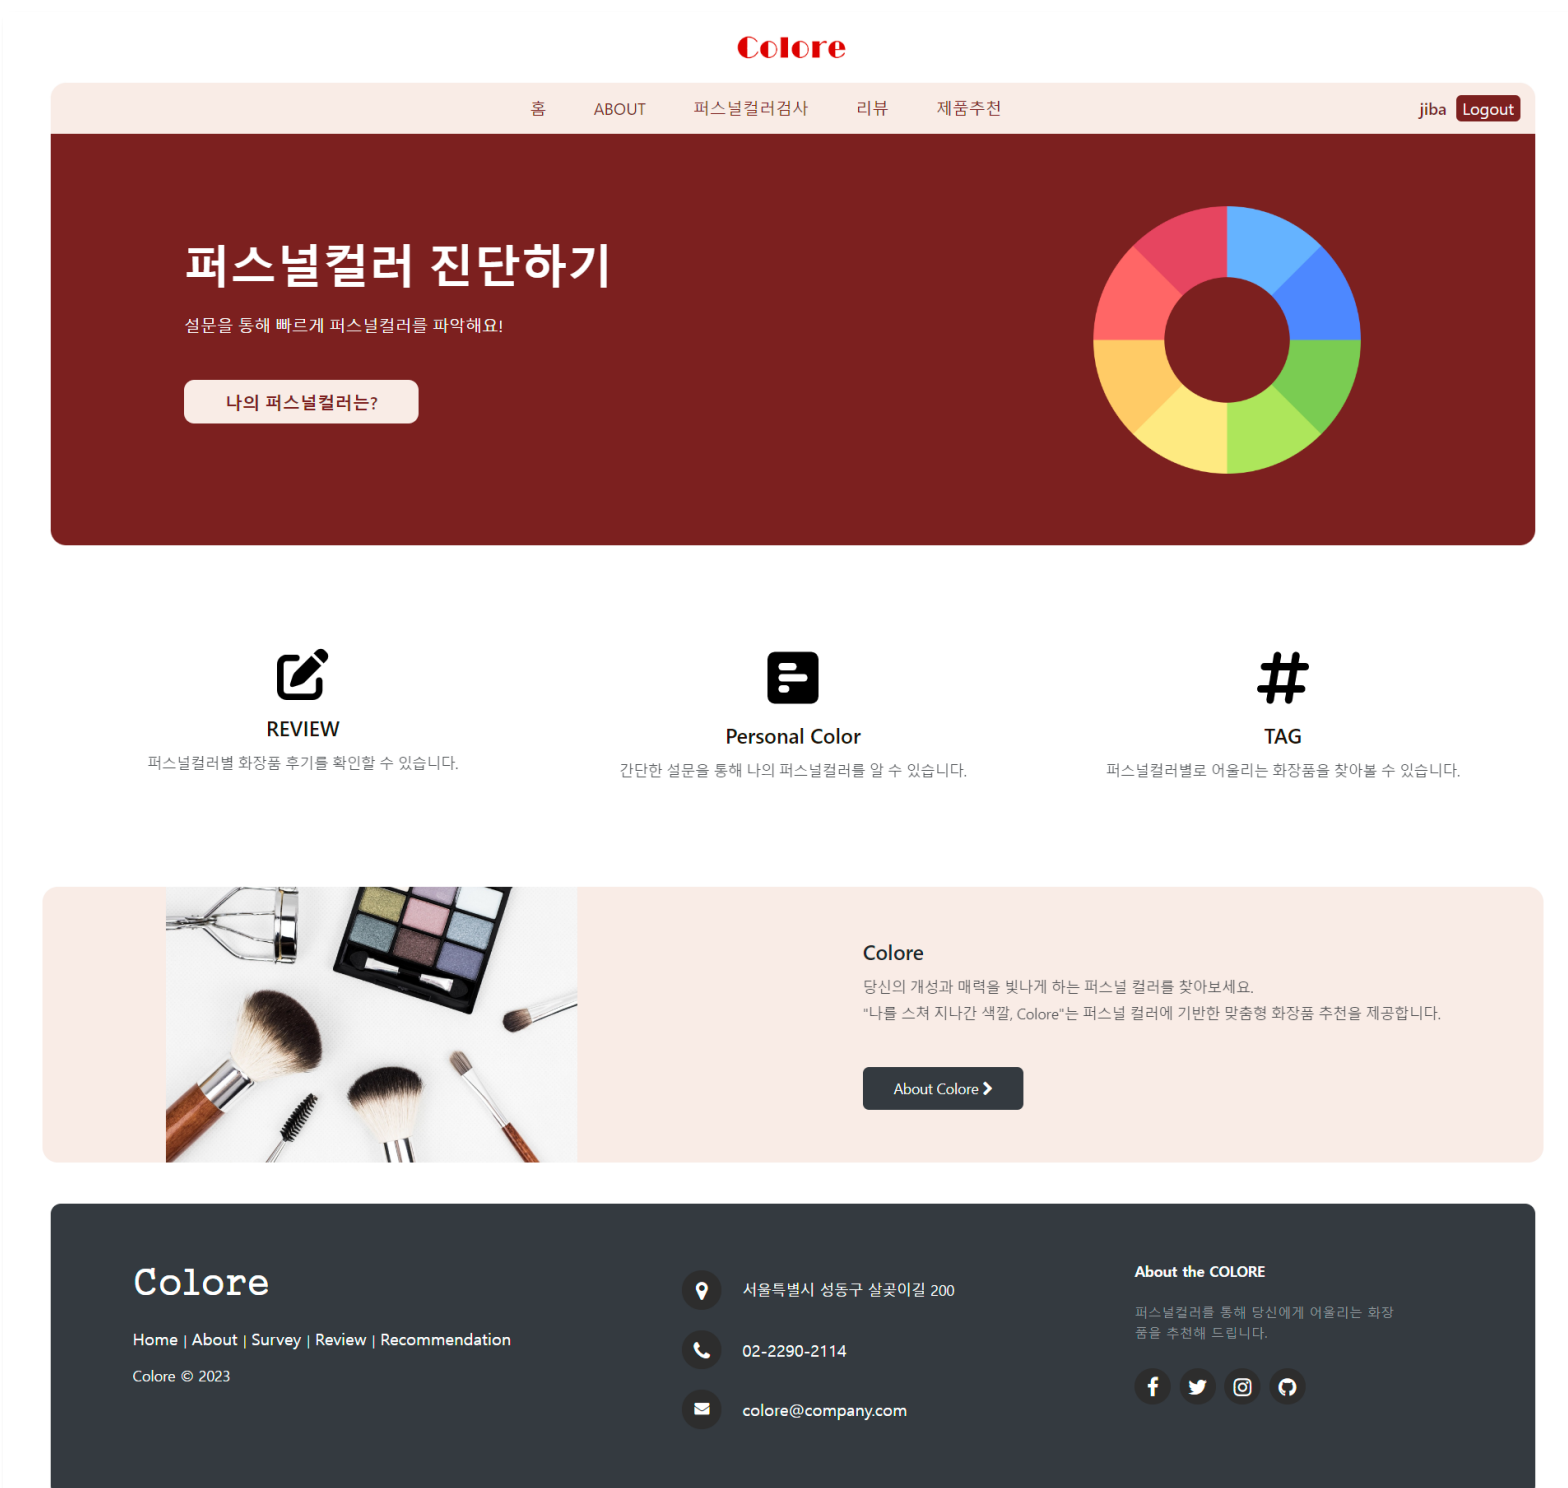 Colore
홈 ABOUT 퍼스널컬러검사 리뷰 제품추천 jiba Logout
퍼스널컬러 진단하기
설문을 통해 빠르게 퍼스널컬러를 파악해요!
나의 퍼스널컬러는?
REVIEW
퍼스널컬러별 화장품 후기를 확인할 수 있습니다.
Personal Color
간단한 설문을 통해 나의 퍼스널컬러를 알 수 있습니다.
TAG
퍼스널컬러별로 어울리는 화장품을 찾아볼 수 있습니다.
Colore
당신의 개성과 매력을 빛나게 하는 퍼스널 컬러를 찾아보세요.
"나를 스쳐 지나간 색깔, Colore"는 퍼스널 컬러에 기반한 맞춤형 화장품 추천을 제공합니다.
About Colore
Colore
Home | About | Survey | Review | Recommendation
Colore © 2023
서울특별시 성동구 살곶이길 200
02-2290-2114
colore@company.com
About the COLORE
퍼스널컬러를 통해 당신에게 어울리는 화장
품을 추천해 드립니다.